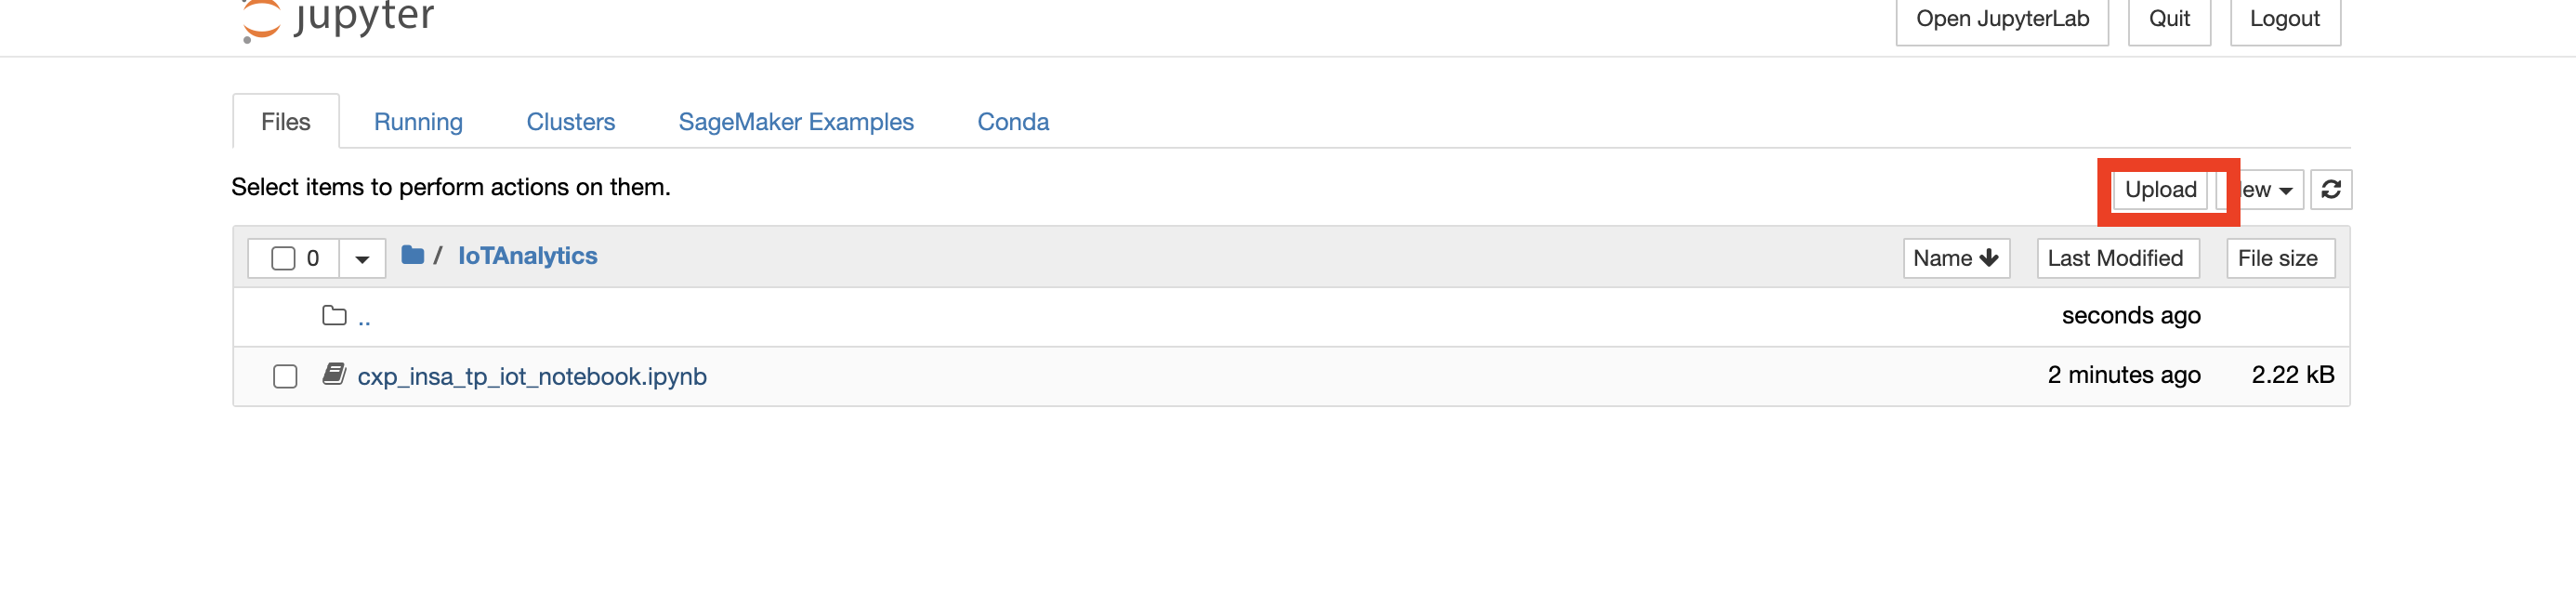 jupyter Open JupyterLab Quit Logout
Files Running Clusters SageMaker Examples Conda
Select items to perform actions on them. Upload ew
0 / IoTAnalytics Name Last Modified File size
.. seconds ago
cxp_insa_tp_iot_notebook.ipynb 2 minutes ago 2.22 kB